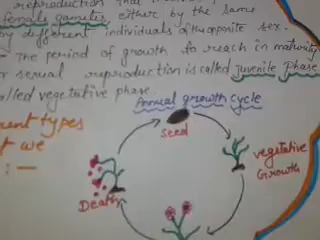 reproduction that
female gametes, either by the same
by different individuals of the opposite sex.
- The period of growth to reach in maturity
sexual reproduction is called juvenile phase
called vegetative phase.
Annual growth cycle
Seed
vegetative
Growth
Death
types
we